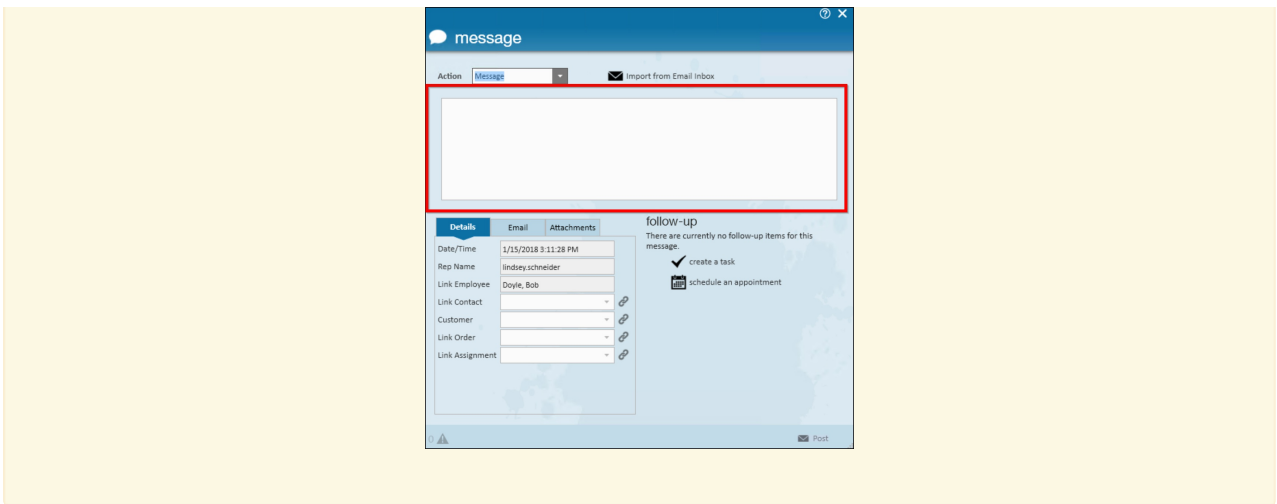 message
Action Message Import from Email Inbox
Details Email Attachments
Date/Time 1/15/2018 3:11:28 PM
Rep Name lindsey.schneider
Link Employee Doyle, Bob
Link Contact
Customer
Link Order
Link Assignment
follow-up
There are currently no follow-up items for this
message.
create a task
schedule an appointment
0 Post